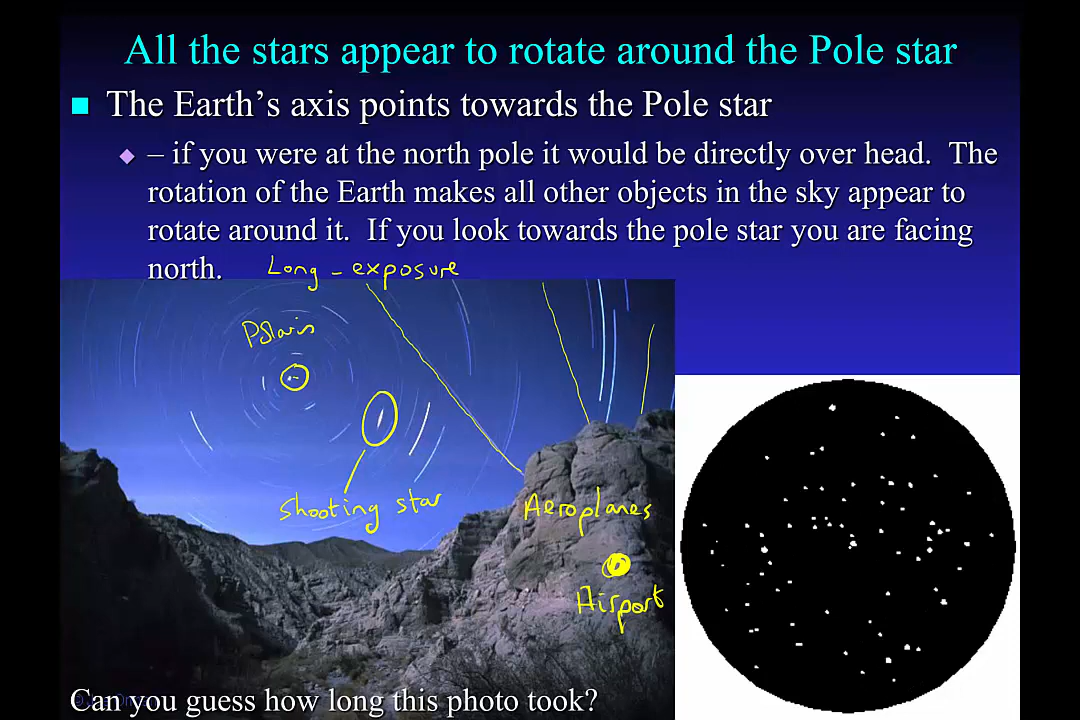 All the stars appear to rotate around the Pole star
The Earth's axis points towards the Pole star
– if you were at the north pole it would be directly over head. The
rotation of the Earth makes all other objects in the sky appear to
rotate around it. If you look towards the pole star you are facing
north.
Long - exposure
Polaris
Shooting star
Aeroplanes
Airport
Can you guess how long this photo took?